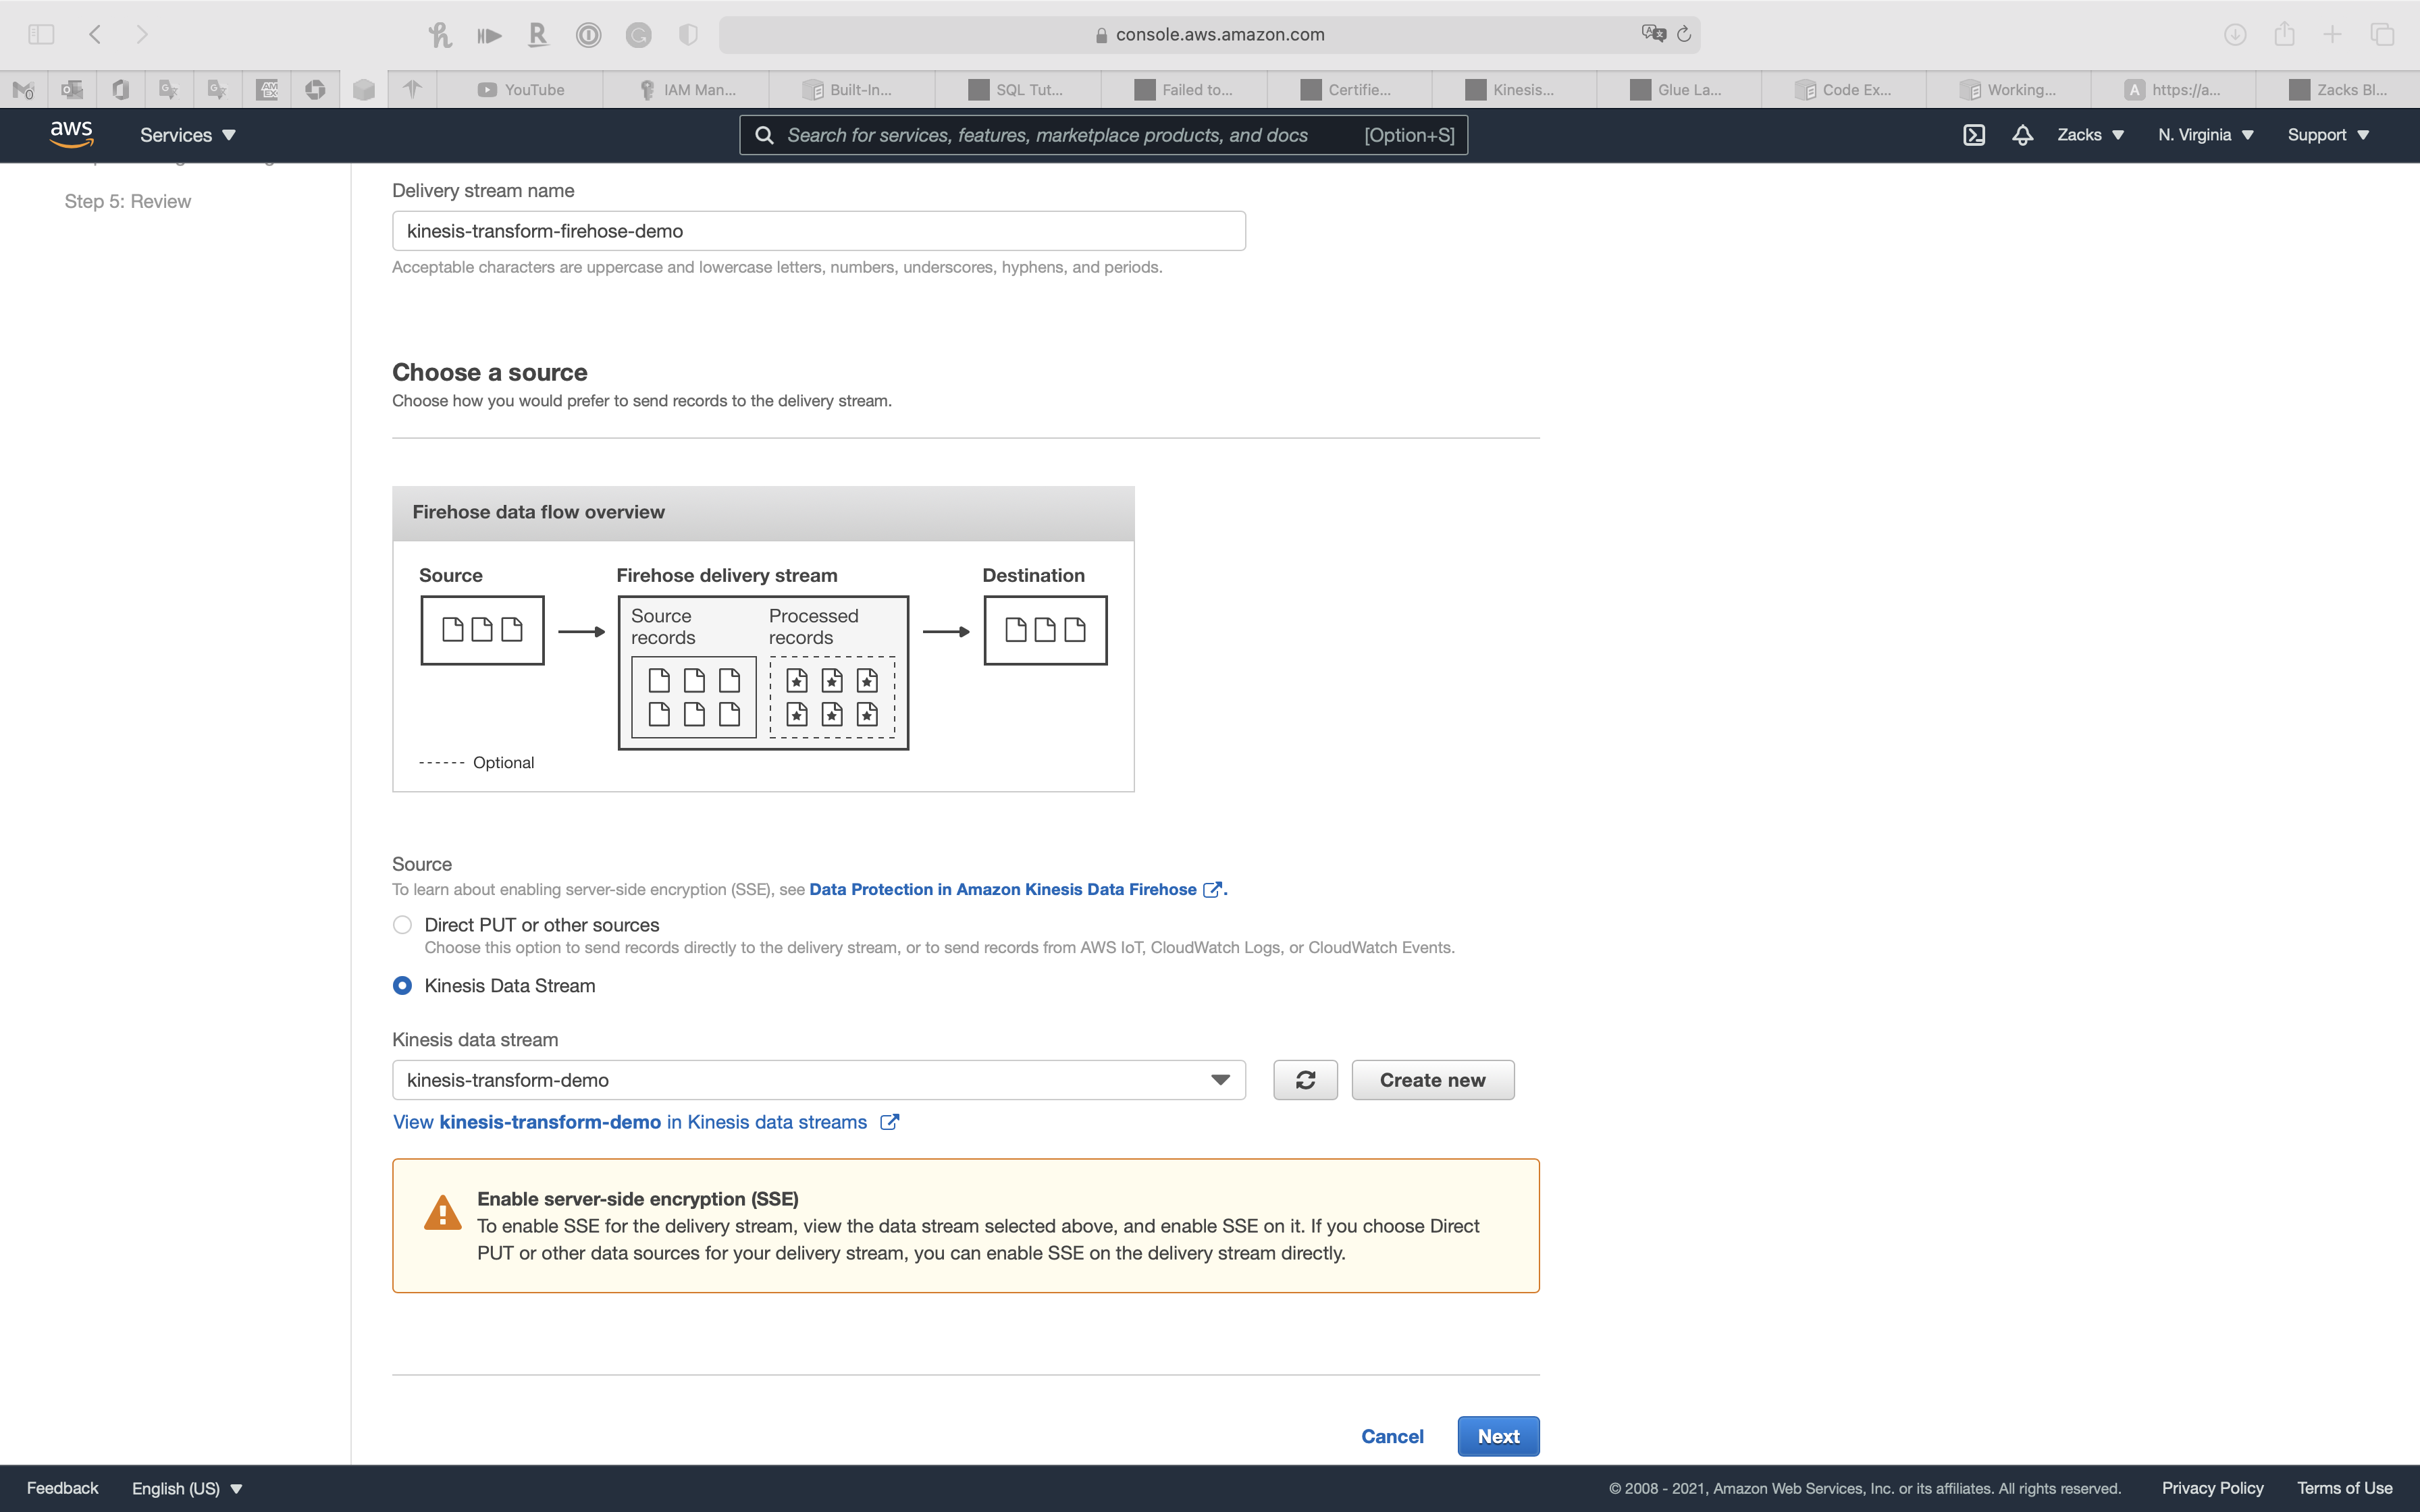 console.aws.amazon.com
YouTube
IAM Man...
Built-In...
SQL Tut...
Failed to...
Certifie...
Kinesis...
Glue La...
Code Ex...
Working...
A https://a...
Zacks Bl...
aws
Services
Search for services, features, marketplace products, and docs [Option+S]
Zacks
N. Virginia
Support
Step 5: Review
Delivery stream name
kinesis-transform-firehose-demo
Acceptable characters are uppercase and lowercase letters, numbers, underscores, hyphens, and periods.
Choose a source
Choose how you would prefer to send records to the delivery stream.
Firehose data flow overview
Source
Firehose delivery stream
Destination
Source records
Processed records
------ Optional
Source
To learn about enabling server-side encryption (SSE), see Data Protection in Amazon Kinesis Data Firehose .
Direct PUT or other sources
Choose this option to send records directly to the delivery stream, or to send records from AWS IoT, CloudWatch Logs, or CloudWatch Events.
Kinesis Data Stream
Kinesis data stream
kinesis-transform-demo
Create new
View kinesis-transform-demo in Kinesis data streams
Enable server-side encryption (SSE)
To enable SSE for the delivery stream, view the data stream selected above, and enable SSE on it. If you choose Direct
PUT or other data sources for your delivery stream, you can enable SSE on the delivery stream directly.
Cancel
Next
Feedback
English (US)
© 2008 - 2021, Amazon Web Services, Inc. or its affiliates. All rights reserved.
Privacy Policy
Terms of Use